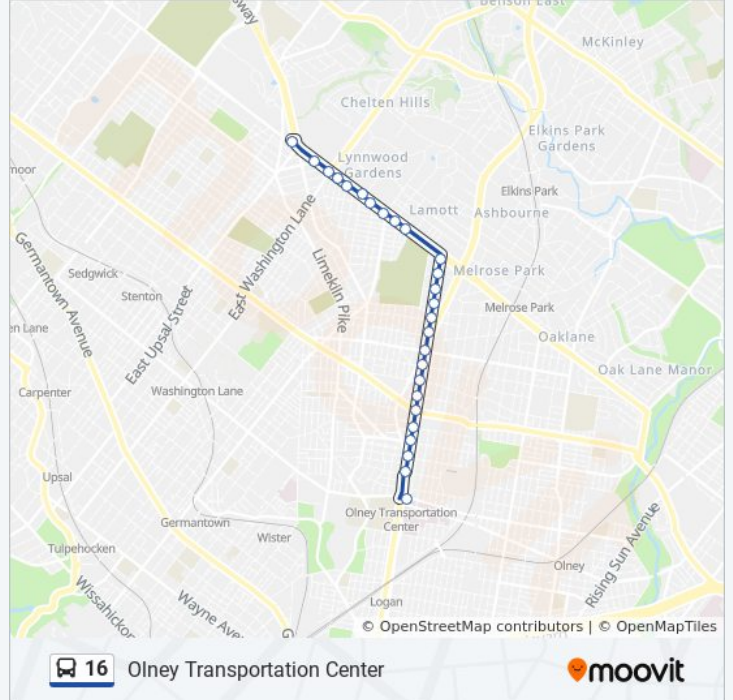 Benson East
sway
McKinley
Chelten Hills
Elkins Park
Gardens
Lynnwood
Gardens
moor
Elkins Park
Lamott
Ashbourne
East Washington Lane
Germantown Avenue
Limekiln Pike
Sedgwick
Melrose Park
Stenton
East Upsal Street
Melrose Park
en Lane
Oaklane
Oak Lane Manor
Carpenter
Washington Lane
Upsal
Olney Transportation
Center
Germantown
Wister
Rising Sun Avenue
Tulpehocken
Olney
Wissahickon
Wayne Ave
Logan
G
© OpenStreetMap contributors | © OpenMapTiles
16 Olney Transportation Center
moovit